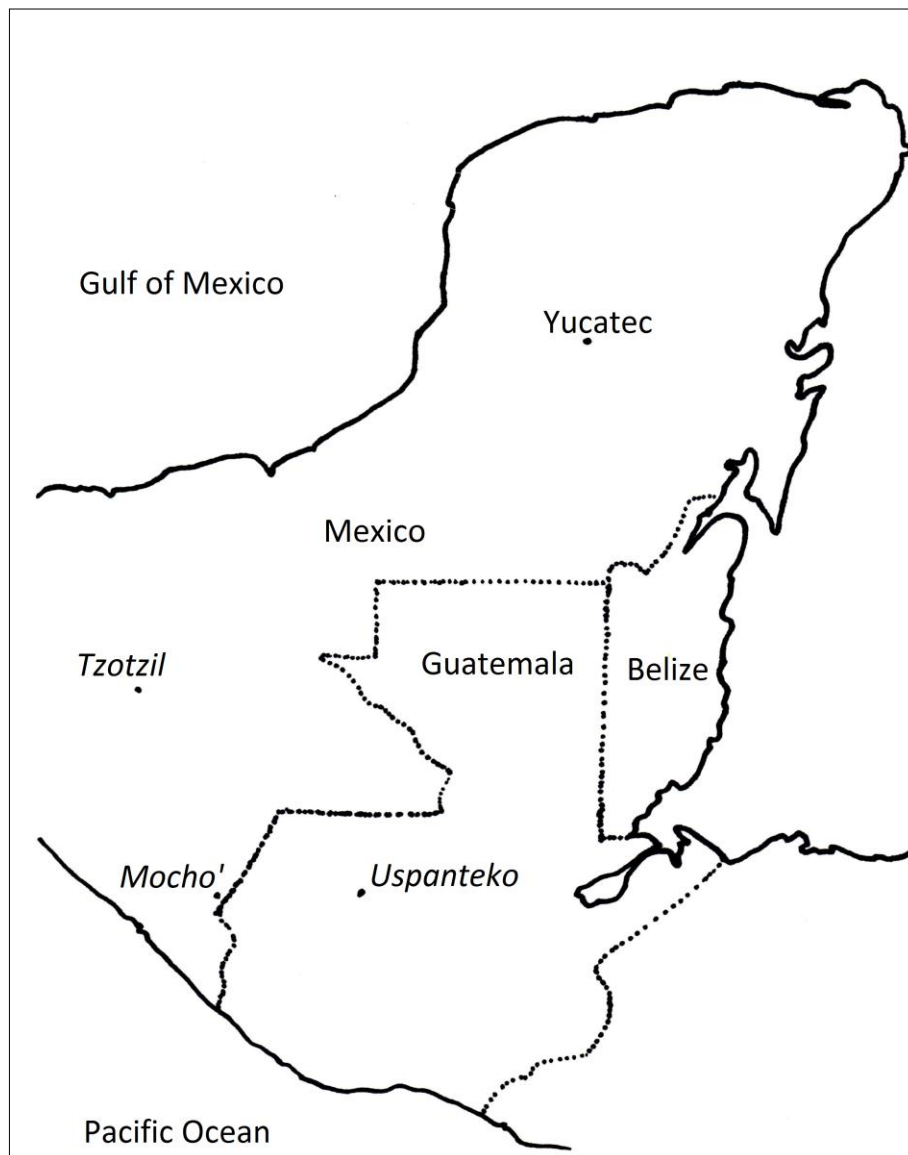 Gulf of Mexico
Yucatec
Mexico
Tzotzil
Guatemala
Belize
Mocho'
Uspanteko
Pacific Ocean